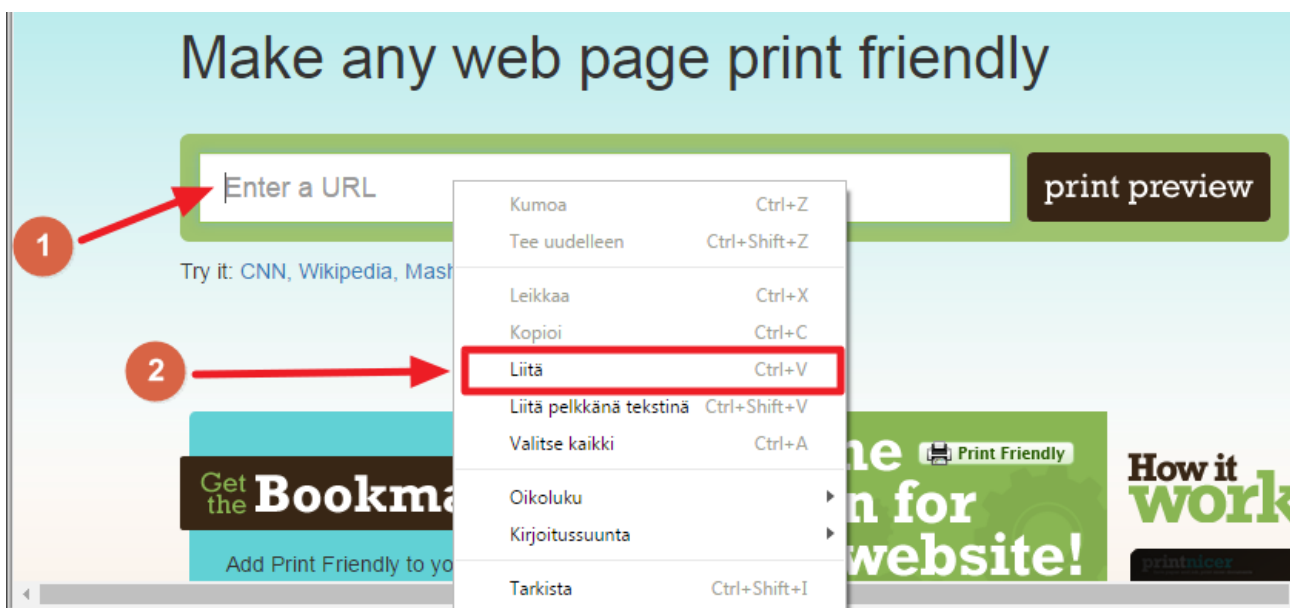 Make any web page print friendly
Enter a URL
print preview
1
Try it: CNN, Wikipedia,
Kumoa Ctrl+Z
Tee uudelleen Ctrl+Shift+Z
Leikkaa Ctrl+X
Kopioi Ctrl+C
2
Liitä Ctrl+V
Liitä pelkkänä tekstinä Ctrl+Shift+V
Valitse kaikki Ctrl+A
Oikoluku
Kirjoitussuunta
Tarkista Ctrl+Shift+I
Get the Bookma
Add Print Friendly to yo
Print Friendly
n for
website!
How it
work
printnicer